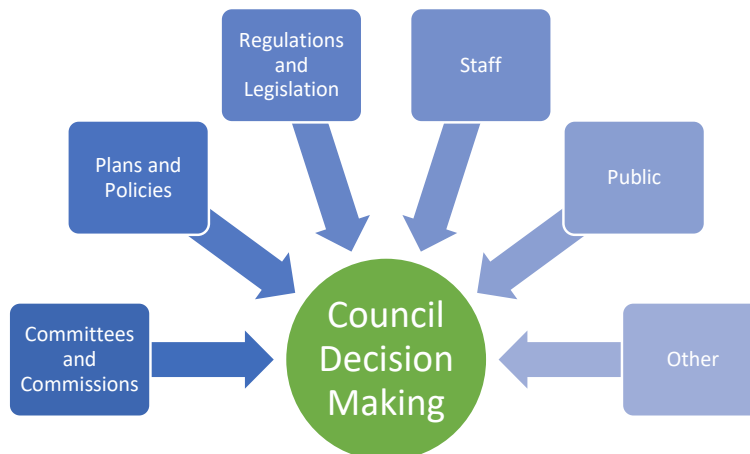 Regulations
and
Legislation
Staff
Plans and
Policies
Public
Committees
and
Commissions
Council
Decision
Making
Other